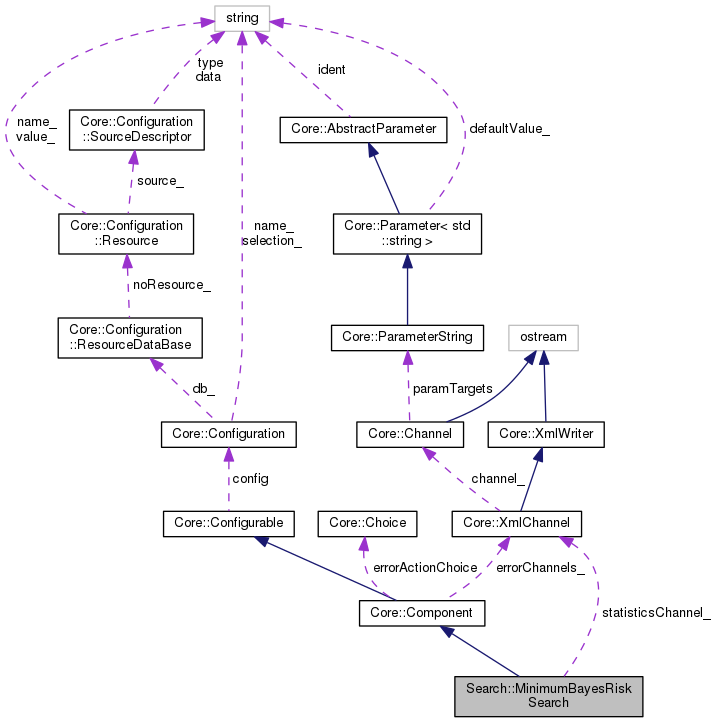 string
type
data
ident
name_
value_
Core::Configuration
::SourceDescriptor
Core::AbstractParameter
defaultValue_
source_
Core::Configuration
::Resource
name_
selection_
Core::Parameter< std
::string >
noResource_
Core::Configuration
::ResourceDataBase
Core::ParameterString
ostream
db_
paramTargets
Core::Configuration
Core::Channel
Core::XmlWriter
config
channel_
Core::Configurable
Core::Choice
Core::XmlChannel
errorActionChoice
errorChannels_
Core::Component
statisticsChannel_
Search::MinimumBayesRisk
Search